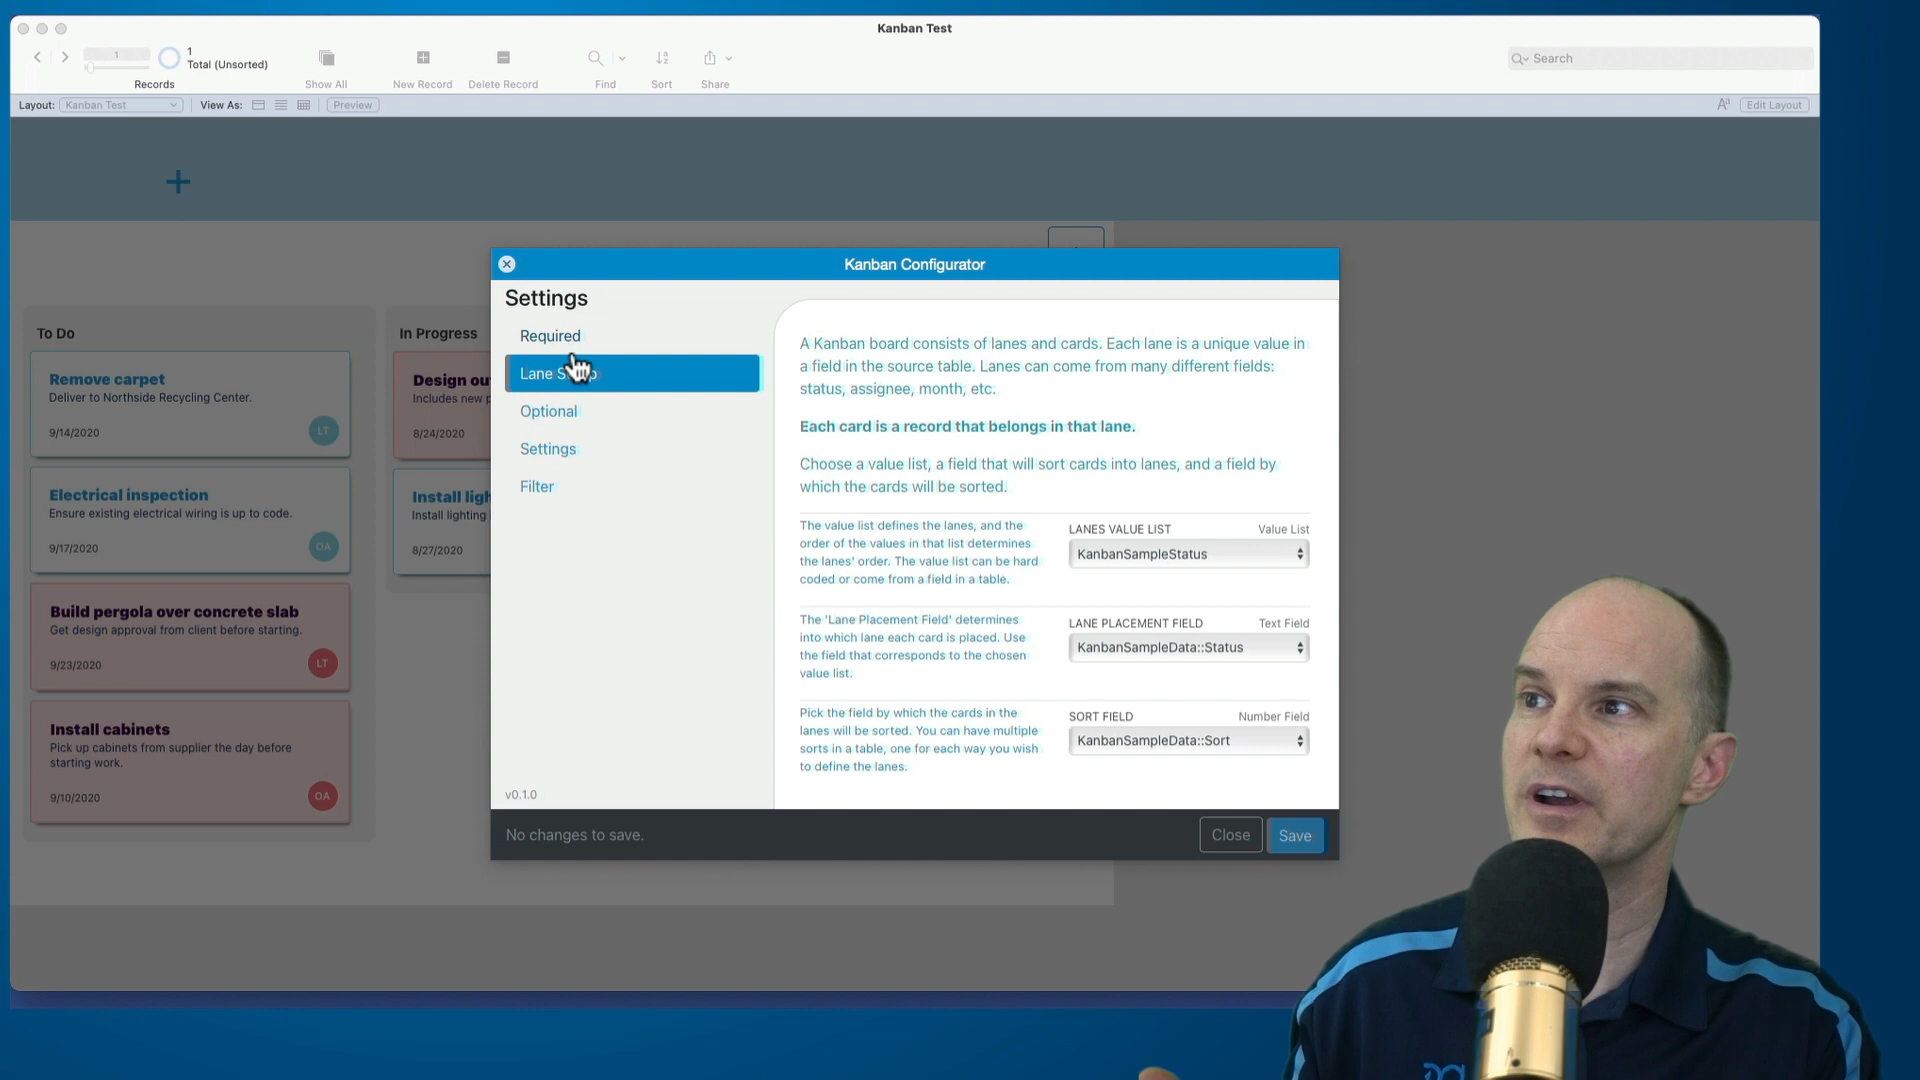 Kanban Test
1
1
Total (Unsorted)
Records
Show All
New Record
Delete Record
Find
Sort
Share
Search
Layout:
Kanban Test
View As:
Preview
Aa
Edit Layout
+
To Do
In Progress
Remove carpet
Deliver to Northside Recycling Center.
9/14/2020
LT
Electrical inspection
Ensure existing electrical wiring is up to code.
9/17/2020
OA
Build pergola over concrete slab
Get design approval from client before starting.
9/23/2020
LT
Install cabinets
Pick up cabinets from supplier the day before
starting work.
9/10/2020
OA
Design
Includes new
8/24/2020
Install
Install lighting
8/27/2020
Kanban Configurator
Settings
Required
Lane
Optional
Settings
Filter
v0.1.0
A Kanban board consists of lanes and cards. Each lane is a unique value in
a field in the source table. Lanes can come from many different fields:
status, assignee, month, etc.
Each card is a record that belongs in that lane.
Choose a value list, a field that will sort cards into lanes, and a field by
which the cards will be sorted.
The value list defines the lanes, and the
order of the values in that list determines
the lanes' order. The value list can be hard
coded or come from a field in a table.
LANES VALUE LIST
Value List
KanbanSampleStatus
The 'Lane Placement Field' determines
into which lane each card is placed. Use
the field that corresponds to the chosen
value list.
LANE PLACEMENT FIELD
Text Field
KanbanSampleData::Status
Pick the field by which the cards in the
lanes will be sorted. You can have multiple
sorts in a table, one for each way you wish
to define the lanes.
SORT FIELD
Number Field
KanbanSampleData::Sort
No changes to save.
Close
Save